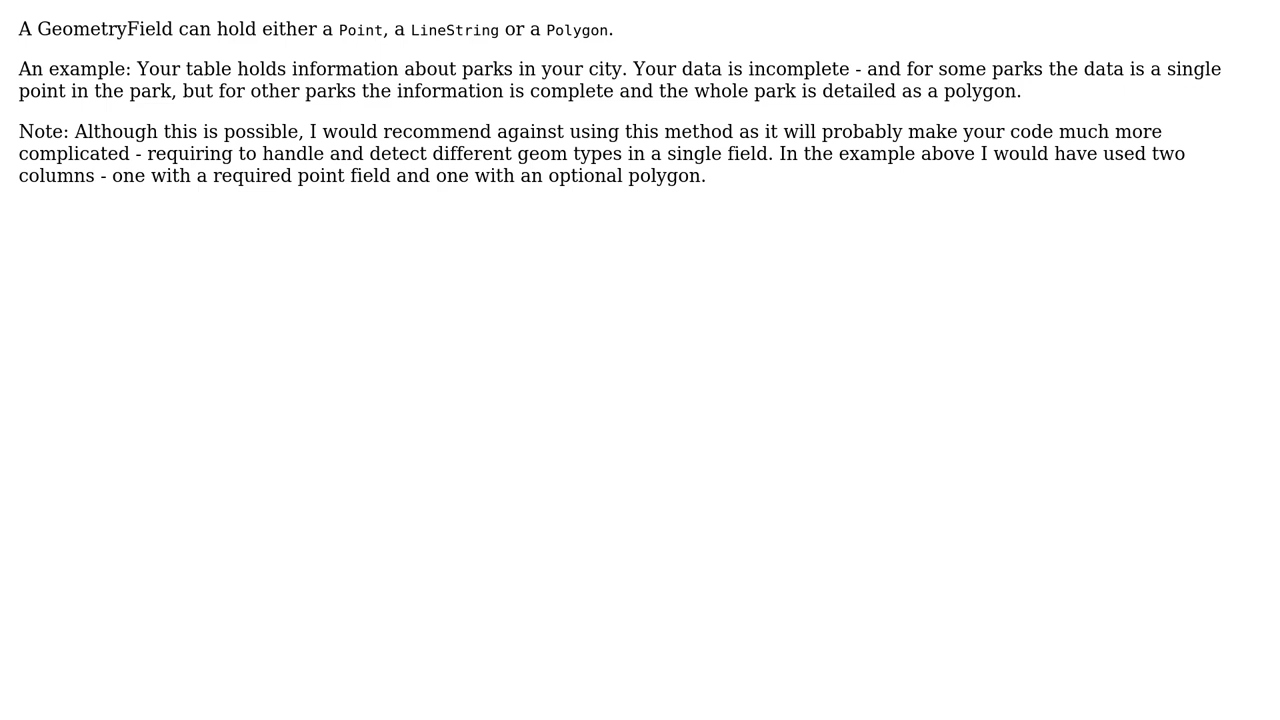 A GeometryField can hold either a Point, a LineString or a Polygon.
An example: Your table holds information about parks in your city. Your data is incomplete - and for some parks the data is a single
point in the park, but for other parks the information is complete and the whole park is detailed as a polygon.
Note: Although this is possible, I would recommend against using this method as it will probably make your code much more
complicated - requiring to handle and detect different geom types in a single field. In the example above I would have used two
columns - one with a required point field and one with an optional polygon.